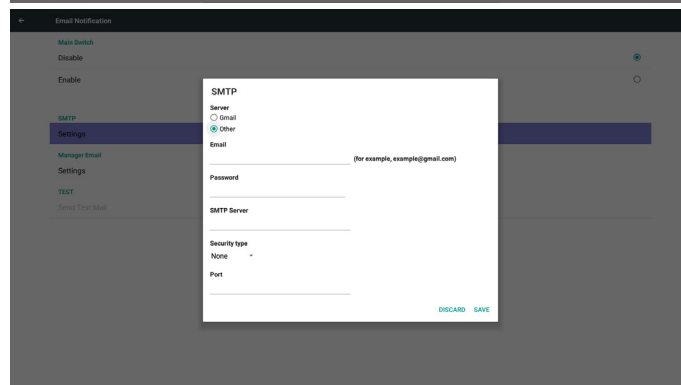 Email Notification
Main Switch
Disable
Enable
SMTP
Settings
Manager Email
Settings
TEST
Send Test Mail
SMTP
Server
Gmail
Other
Email
(for example, example@gmail.com)
Password
SMTP Server
Security type
None
Port
DISCARD SAVE